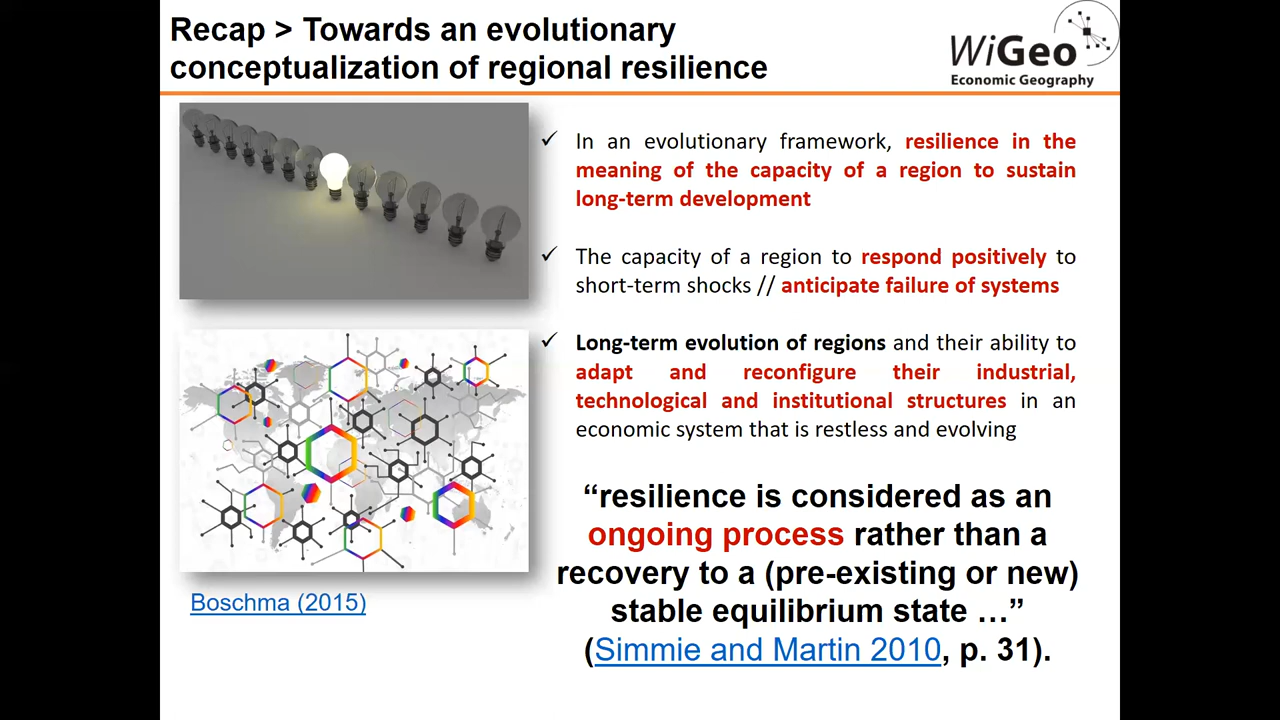 Recap > Towards an evolutionary
conceptualization of regional resilience
WiGeo
Economic Geography
✓ In an evolutionary framework, resilience in the
meaning of the capacity of a region to sustain
long-term development
✓ The capacity of a region to respond positively to
short-term shocks // anticipate failure of systems
✓ Long-term evolution of regions and their ability to
adapt and reconfigure their industrial,
technological and institutional structures in an
economic system that is restless and evolving
“resilience is considered as an
ongoing process rather than a
recovery to a (pre-existing or new)
stable equilibrium state …”
(Simmie and Martin 2010, p. 31).
Boschma (2015)